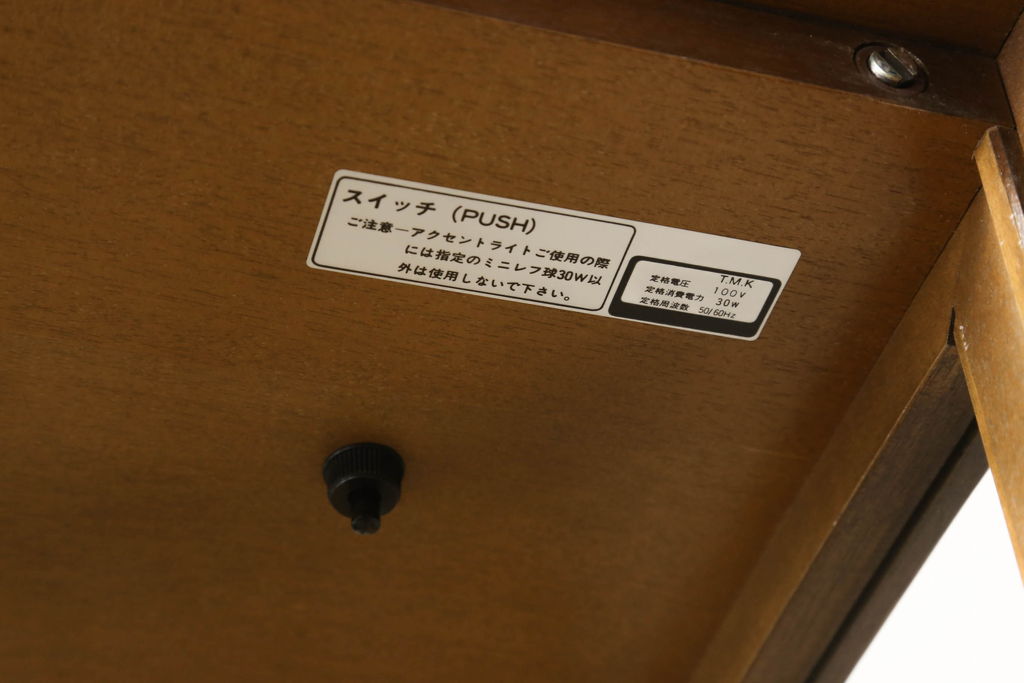 スイッチ（PUSH）
ご注意―アクセントライトご使用の際
には指定のミニレフ球30W以
外は使用しないで下さい。
T.M.K
定格電圧 100V
定格消費電力 30W
定格周波数 50/60Hz